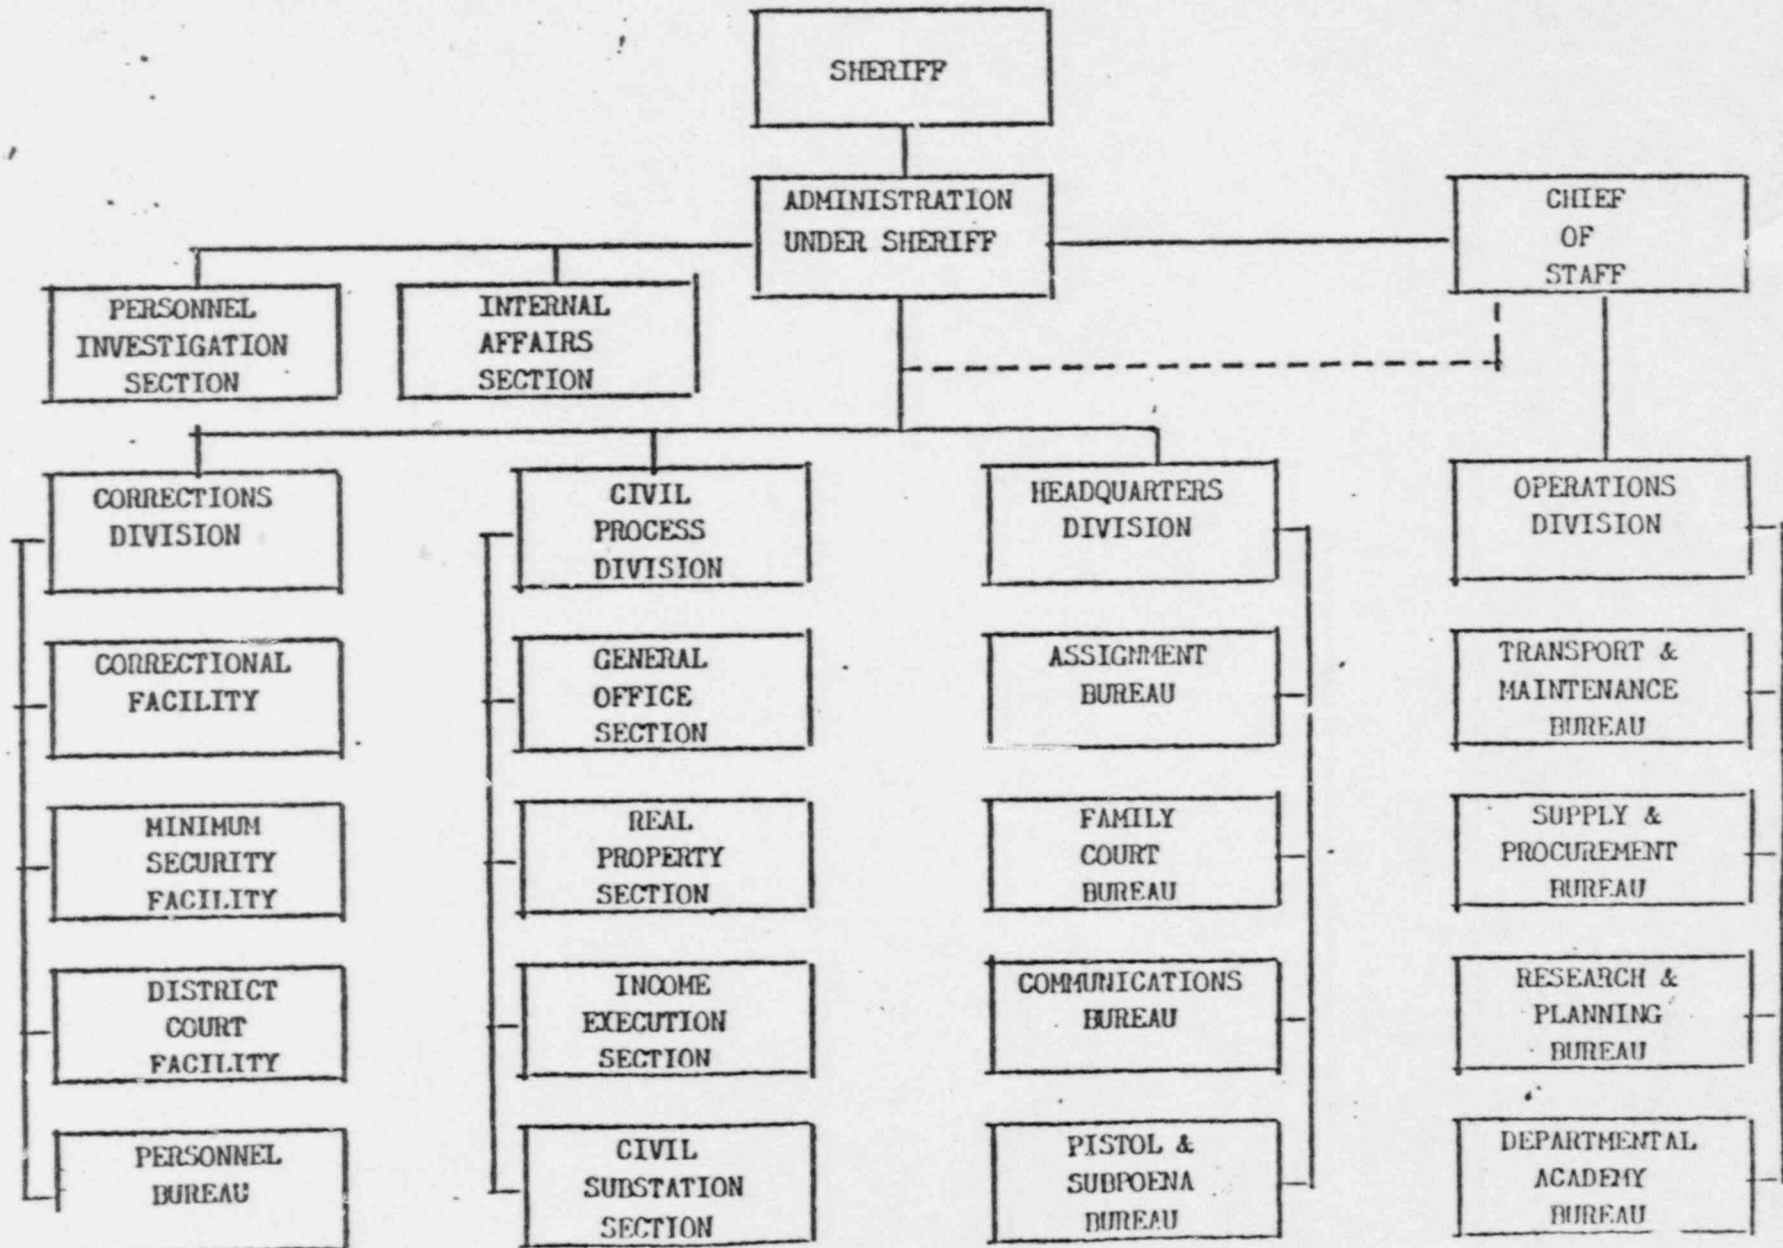 SHERIFF
ADMINISTRATION
UNDER SHERIFF
CHIEF
OF
STAFF
PERSONNEL
INVESTIGATION
SECTION
INTERNAL
AFFAIRS
SECTION
CORRECTIONS
DIVISION
CORRECTIONAL
FACILITY
MINIMUM
SECURITY
FACILITY
DISTRICT
COURT
FACILITY
PERSONNEL
BUREAU
CIVIL
PROCESS
DIVISION
GENERAL
OFFICE
SECTION
REAL
PROPERTY
SECTION
INCOME
EXECUTION
SECTION
CIVIL
SUBSTATION
SECTION
HEADQUARTERS
DIVISION
ASSIGNMENT
BUREAU
FAMILY
COURT
BUREAU
COMMUNICATIONS
BUREAU
PISTOL &
SUBPOENA
BUREAU
OPERATIONS
DIVISION
TRANSPORT &
MAINTENANCE
BUREAU
SUPPLY &
PROCUREMENT
BUREAU
RESEARCH &
PLANNING
BUREAU
DEPARTMENTAL
ACADEMY
BUREAU